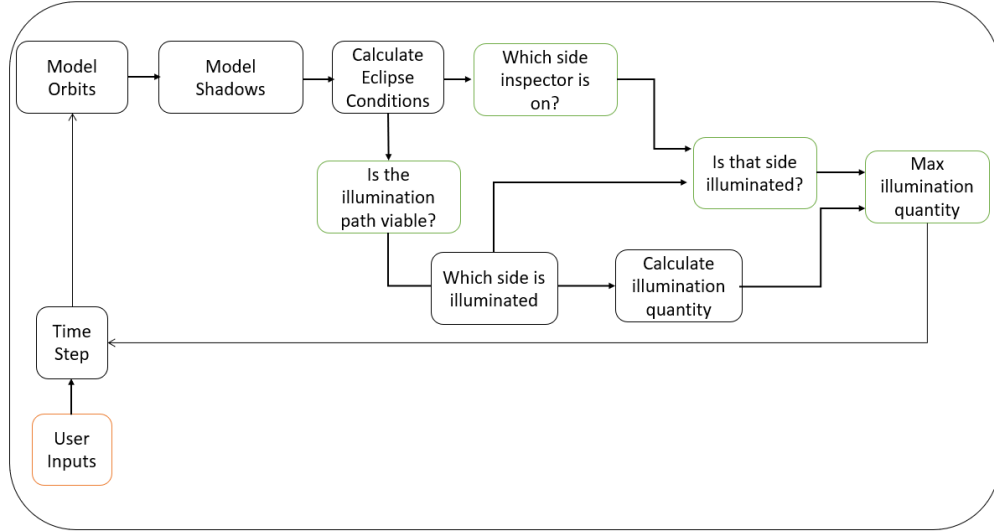 Model
Orbits
Model
Shadows
Calculate
Eclipse
Conditions
Which side
inspector is
on?
Is the
illumination
path viable?
Is that side
illuminated?
Max
illumination
quantity
Which side is
illuminated
Calculate
illumination
quantity
Time
Step
User
Inputs